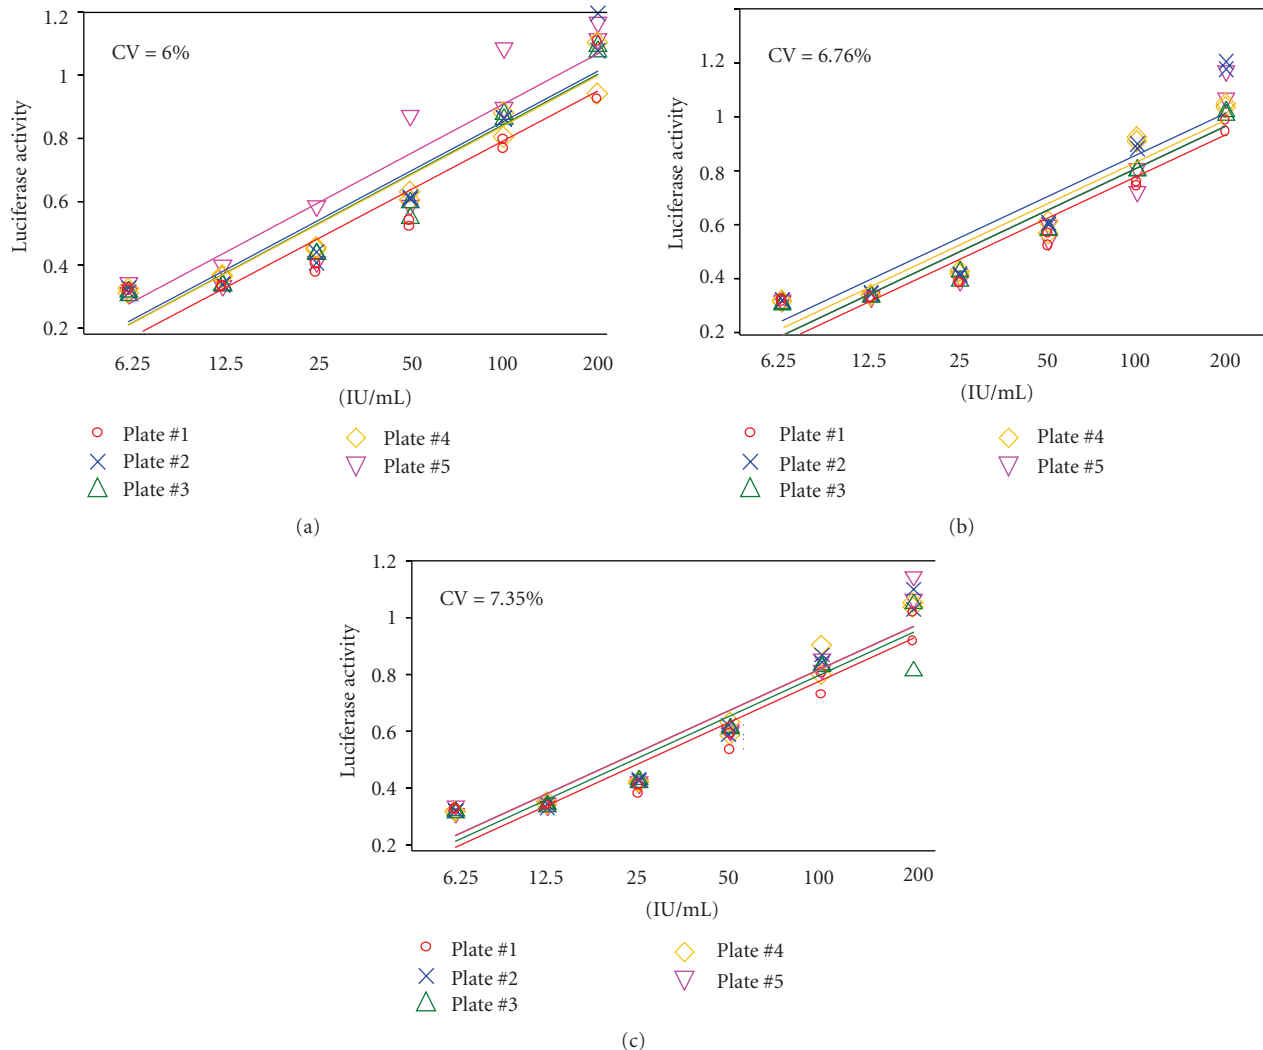 1.2
1
0.8
0.6
0.4
0.2
Luciferase activity
CV = 6%
6.25 12.5 25 50 100 200
(IU/mL)
Plate #1
Plate #2
Plate #3
Plate #4
Plate #5
(a)
1.4
1.2
1
0.8
0.6
0.4
0.2
Luciferase activity
CV = 6.76%
6.25 12.5 25 50 100 200
(IU/mL)
Plate #1
Plate #2
Plate #3
Plate #4
Plate #5
(b)
1.2
1
0.8
0.6
0.4
0.2
Luciferase activity
CV = 7.35%
6.25 12.5 25 50 100 200
(IU/mL)
Plate #1
Plate #2
Plate #3
Plate #4
Plate #5
(c)